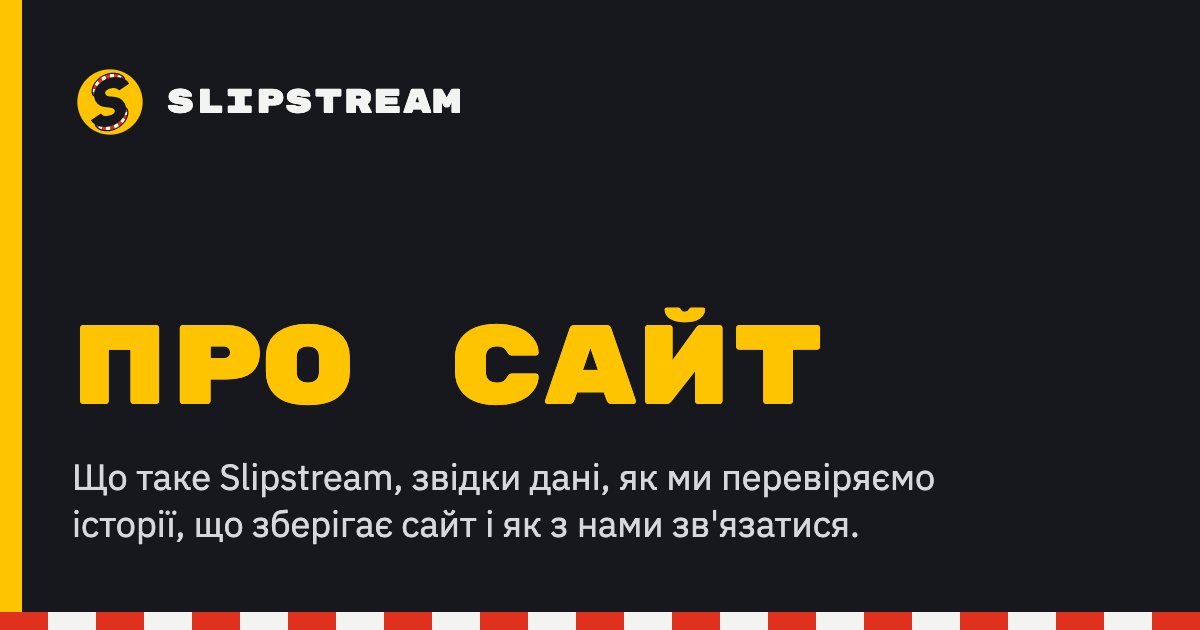 SLIPSTREAM
ПРО САЙТ
Що таке Slipstream, звідки дані, як ми перевіряємо
історії, що зберігає сайт і як з нами зв'язатися.